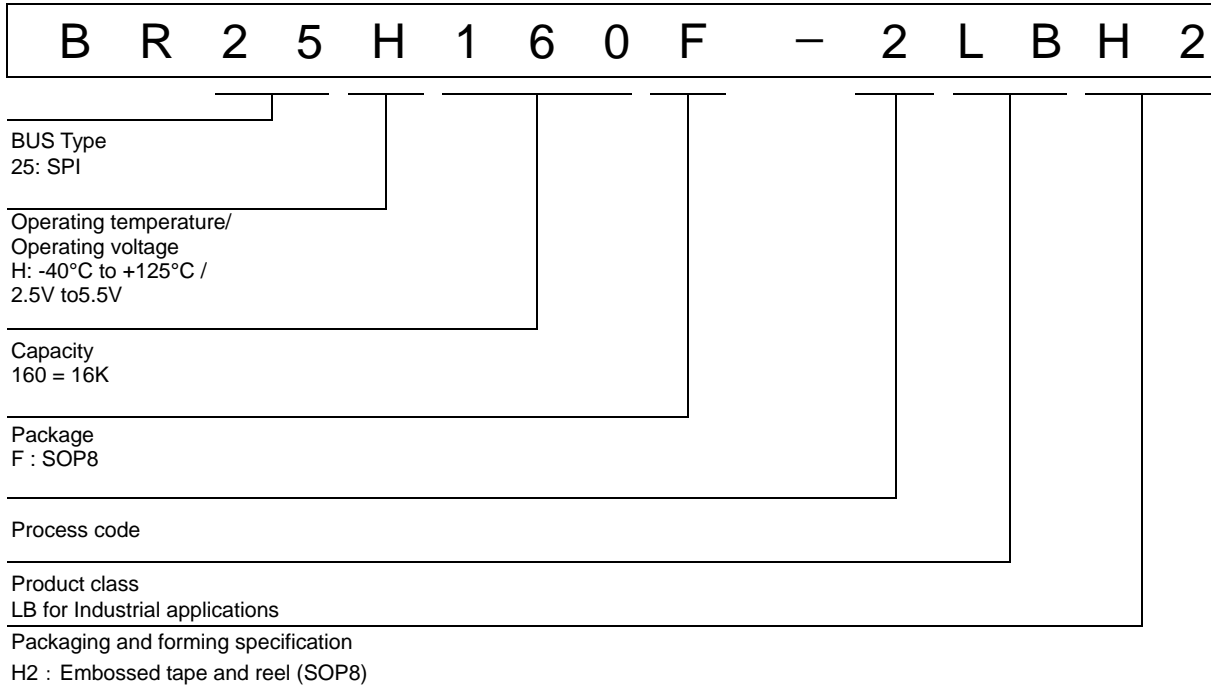 B R 2 5 H 1 6 0 F － 2 L B H 2
BUS Type
25: SPI
Operating temperature/
Operating voltage
H: -40°C to +125°C /
2.5V to5.5V
Capacity
160 = 16K
Package
F : SOP8
Process code
Product class
LB for Industrial applications
Packaging and forming specification
H2：Embossed tape and reel (SOP8)